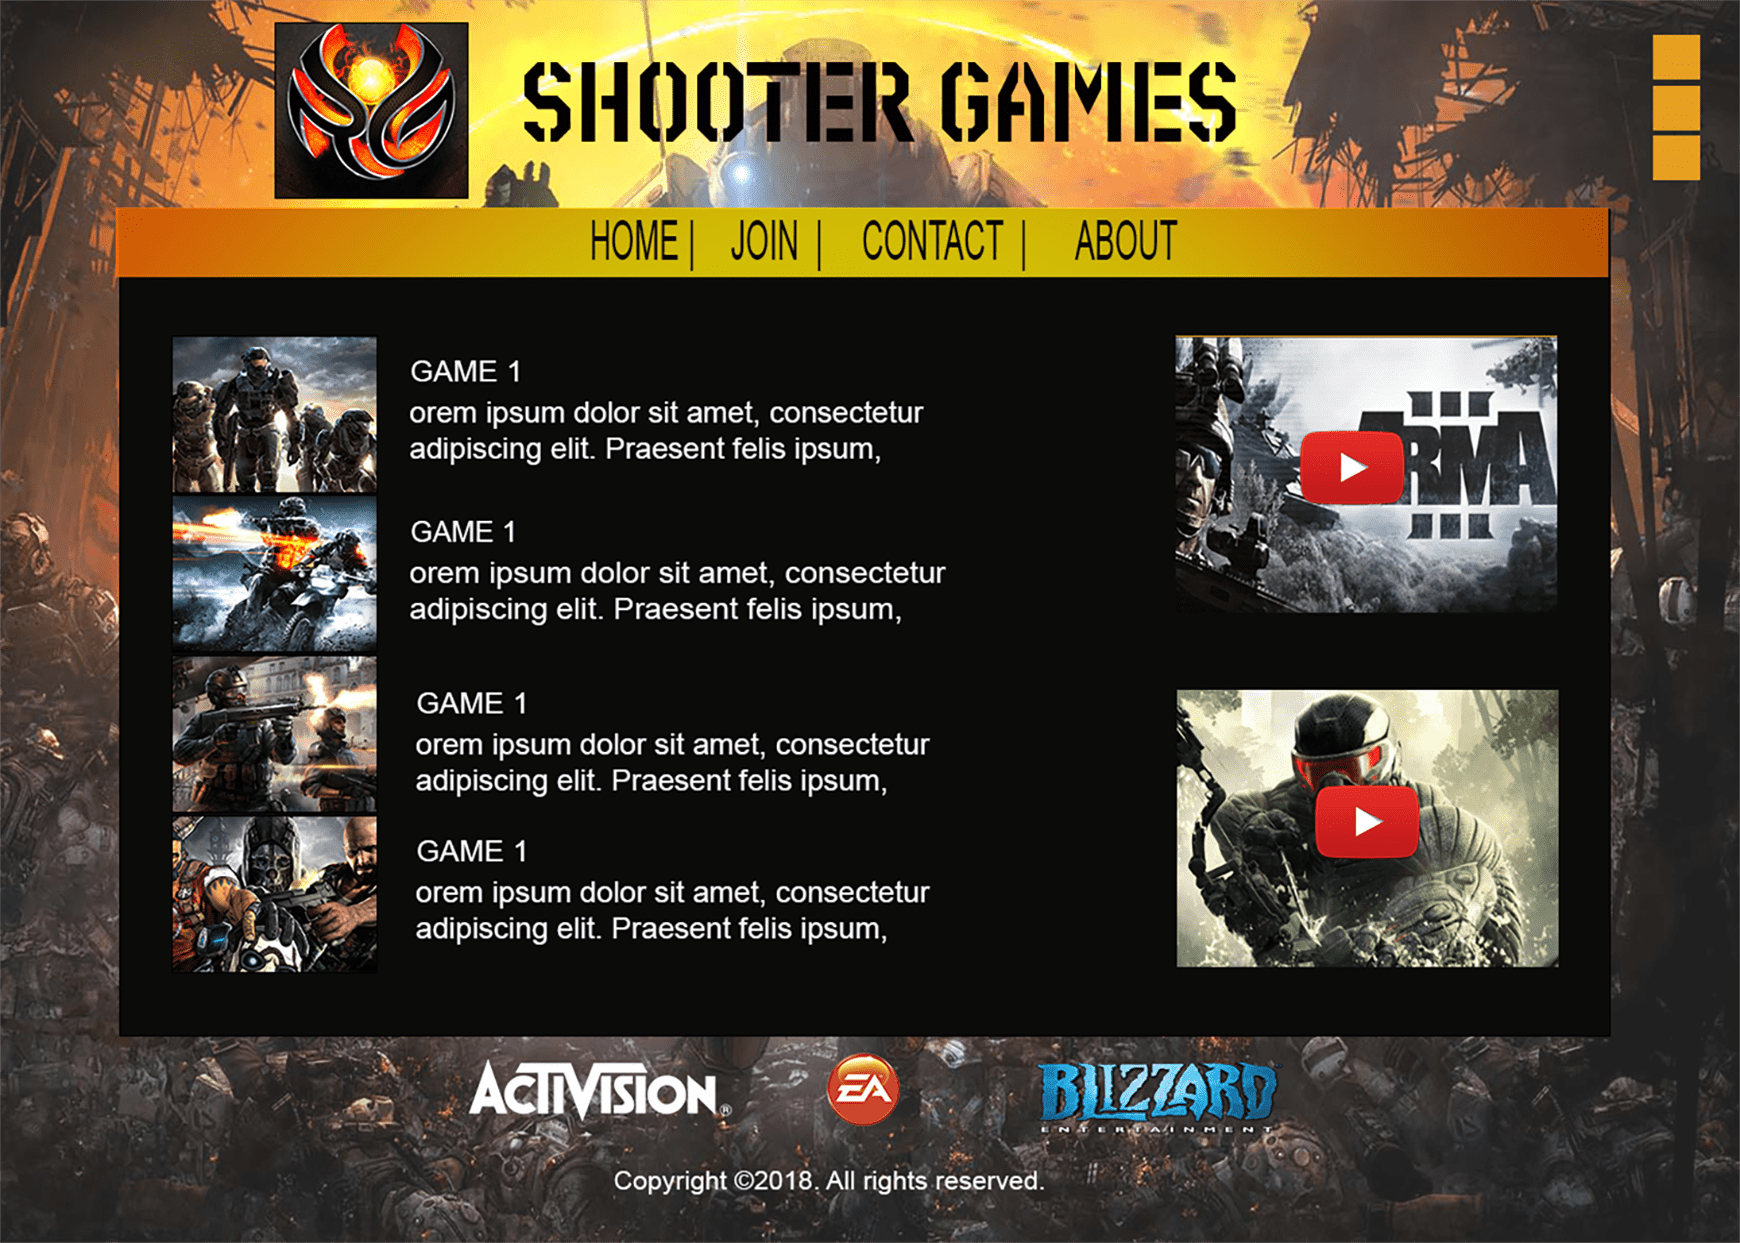 SHOOTER GAMES
HOME | JOIN | CONTACT | ABOUT
GAME 1
orem ipsum dolor sit amet, consectetur
adipiscing elit. Praesent felis ipsum,
GAME 1
orem ipsum dolor sit amet, consectetur
adipiscing elit. Praesent felis ipsum,
GAME 1
orem ipsum dolor sit amet, consectetur
adipiscing elit. Praesent felis ipsum,
GAME 1
orem ipsum dolor sit amet, consectetur
adipiscing elit. Praesent felis ipsum,
III
ARMA
III
ACTIVISION®
EA
BLIZZARD
ENTERTAINMENT
Copyright ©2018. All rights reserved.